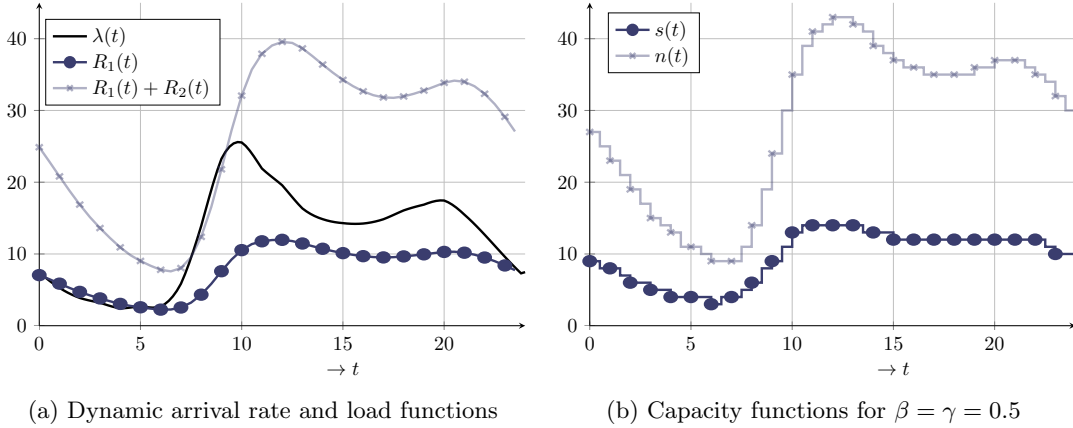 40
30
20
10
0
0 5 10 15 20
→ t
λ(t)
R₁(t)
R₁(t) + R₂(t)
(a) Dynamic arrival rate and load functions
40
30
20
10
0
0 5 10 15 20
→ t
s(t)
n(t)
(b) Capacity functions for β = γ = 0.5